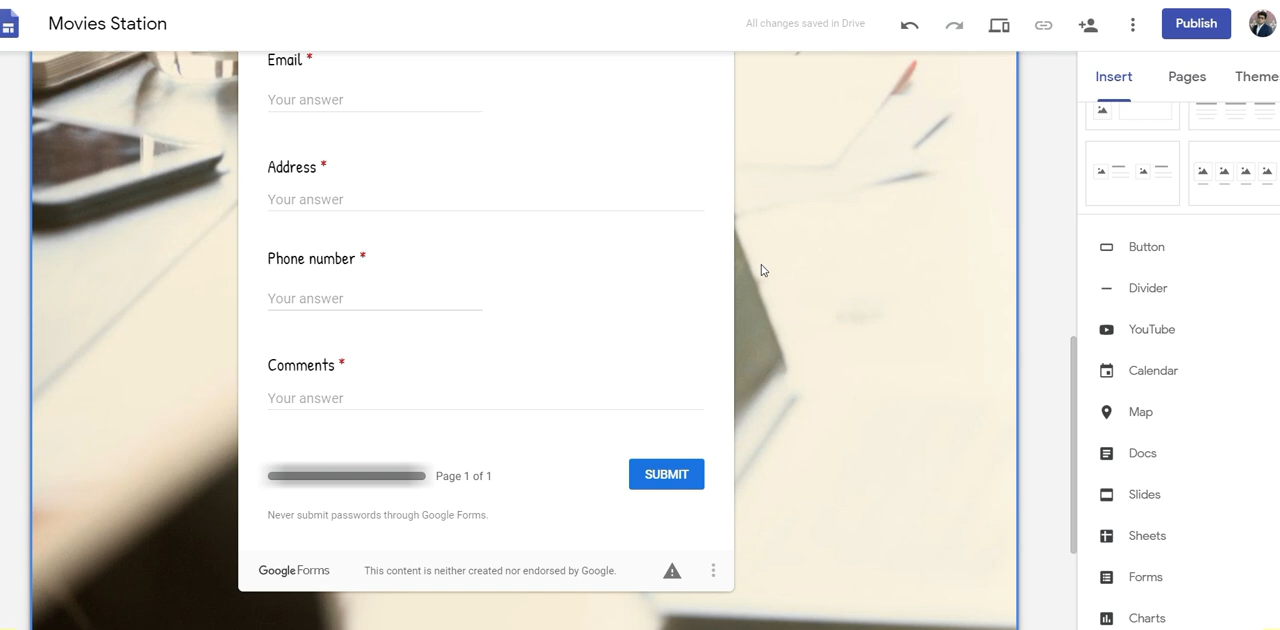 Movies Station
All changes saved in Drive
Publish
Insert Pages Theme
Email *
Your answer
Address *
Your answer
Phone number *
Your answer
Comments *
Your answer
Page 1 of 1
SUBMIT
Never submit passwords through Google Forms.
Google Forms
This content is neither created nor endorsed by Google.
Button
Divider
YouTube
Calendar
Map
Docs
Slides
Sheets
Forms
Charts